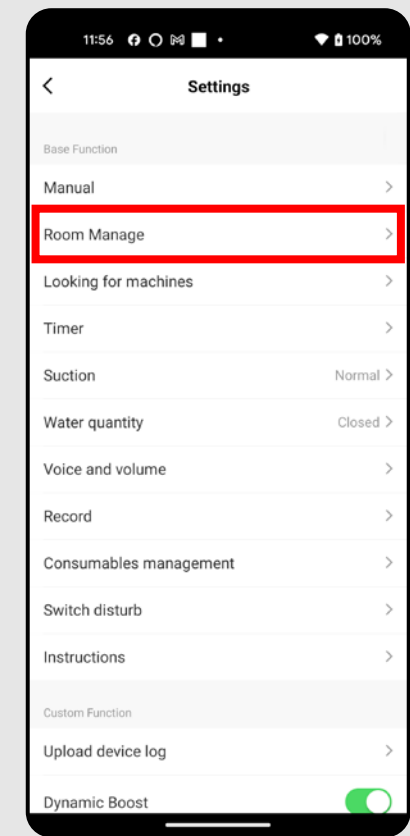 11:56 100%
Settings
Base Function
Manual
Room Manage
Looking for machines
Timer
Suction Normal
Water quantity Closed
Voice and volume
Record
Consumables management
Switch disturb
Instructions
Custom Function
Upload device log
Dynamic Boost